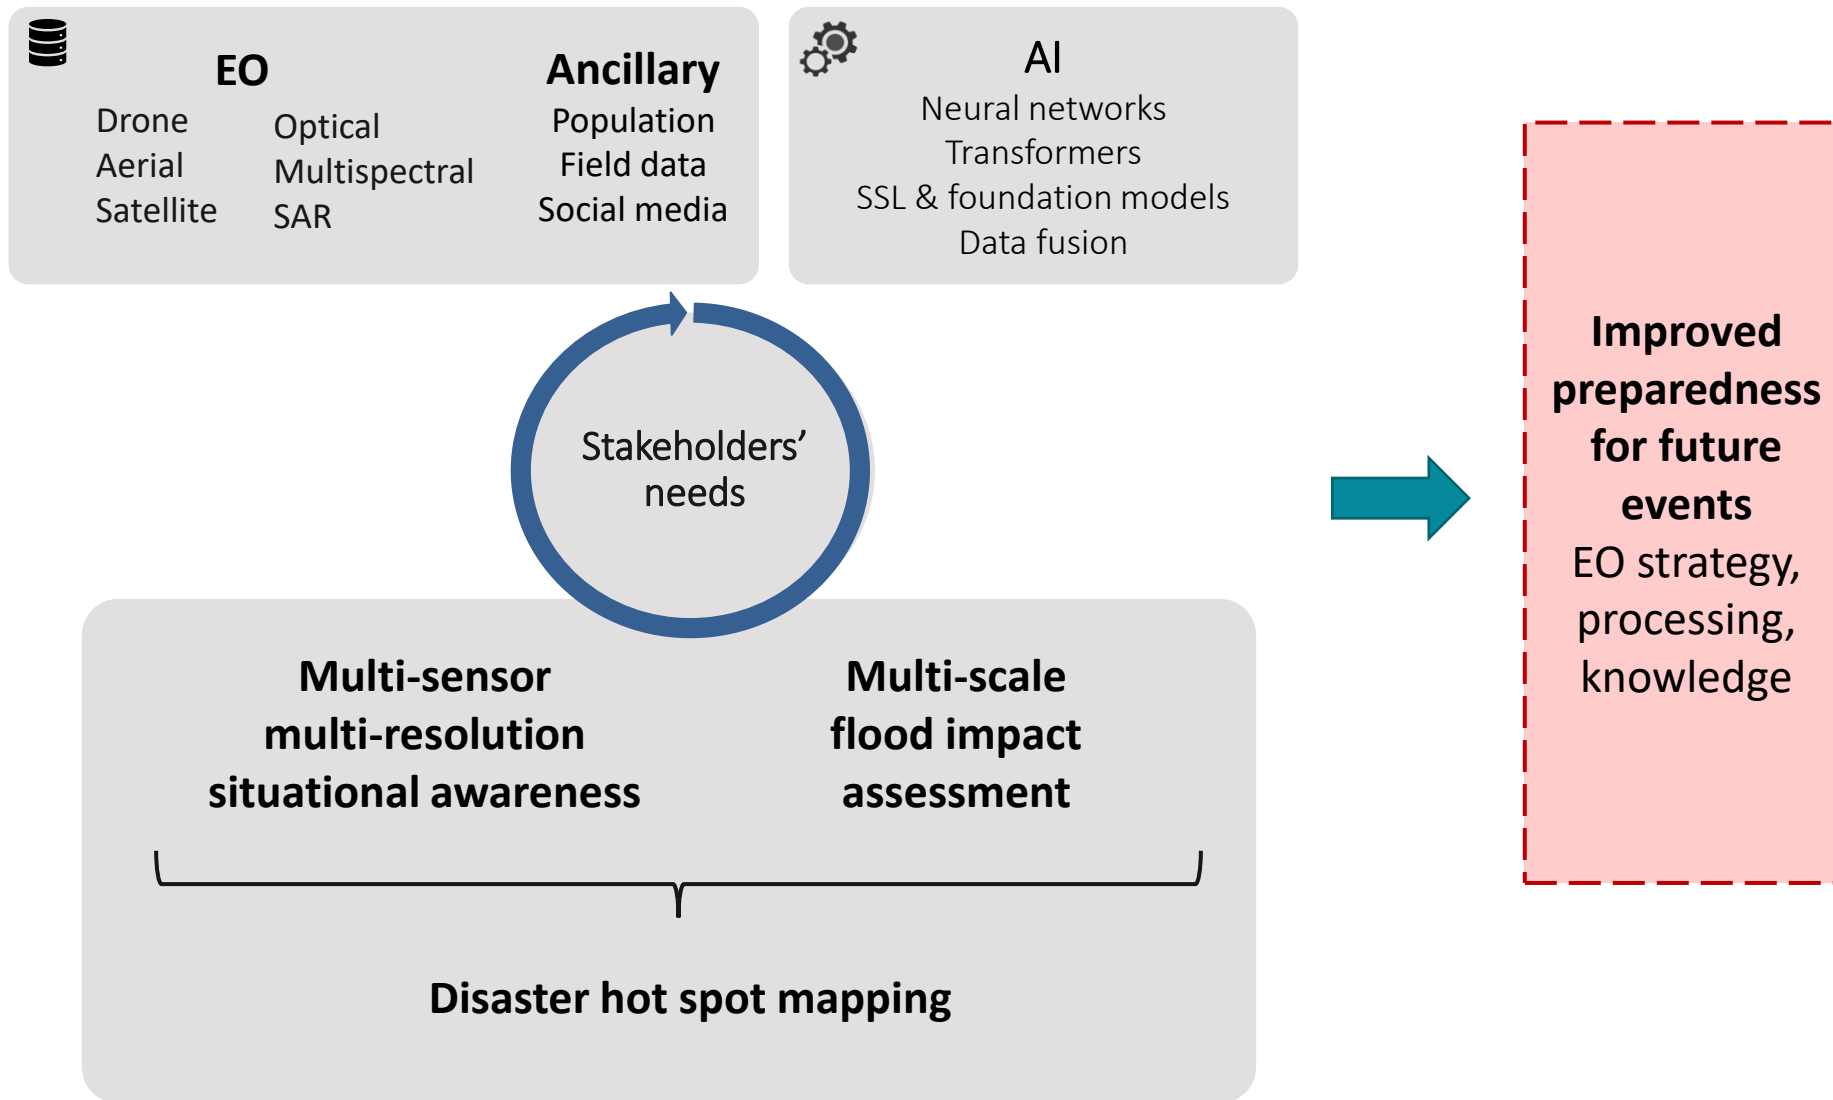 EO
Drone
Aerial
Satellite
Optical
Multispectral
SAR
Ancillary
Population
Field data
Social media
AI
Neural networks
Transformers
SSL & foundation models
Data fusion
Stakeholders’
needs
Multi-sensor
multi-resolution
situational awareness
Multi-scale
flood impact
assessment
Disaster hot spot mapping
Improved
preparedness
for future
events
EO strategy,
processing,
knowledge